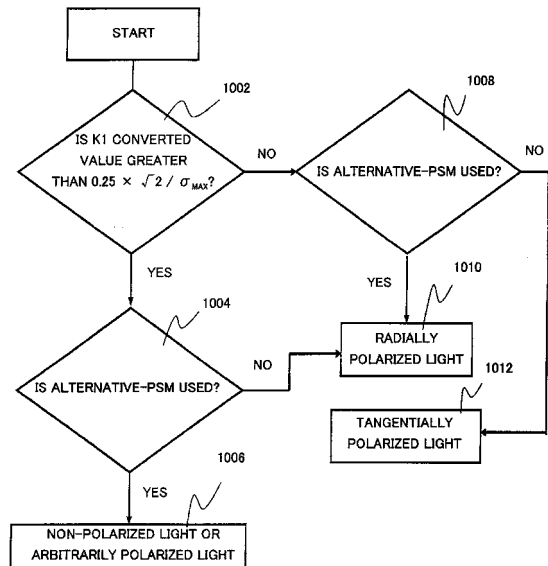 START
1002
IS K1 CONVERTED
VALUE GREATER
THAN 0.25 × √2 / σMAX?
NO
YES
1008
IS ALTERNATIVE-PSM USED?
NO
YES
1004
IS ALTERNATIVE-PSM USED?
NO
YES
1010
RADIALLY
POLARIZED LIGHT
1012
TANGENTIALLY
POLARIZED LIGHT
1006
NON-POLARIZED LIGHT OR
ARBITRARILY POLARIZED LIGHT